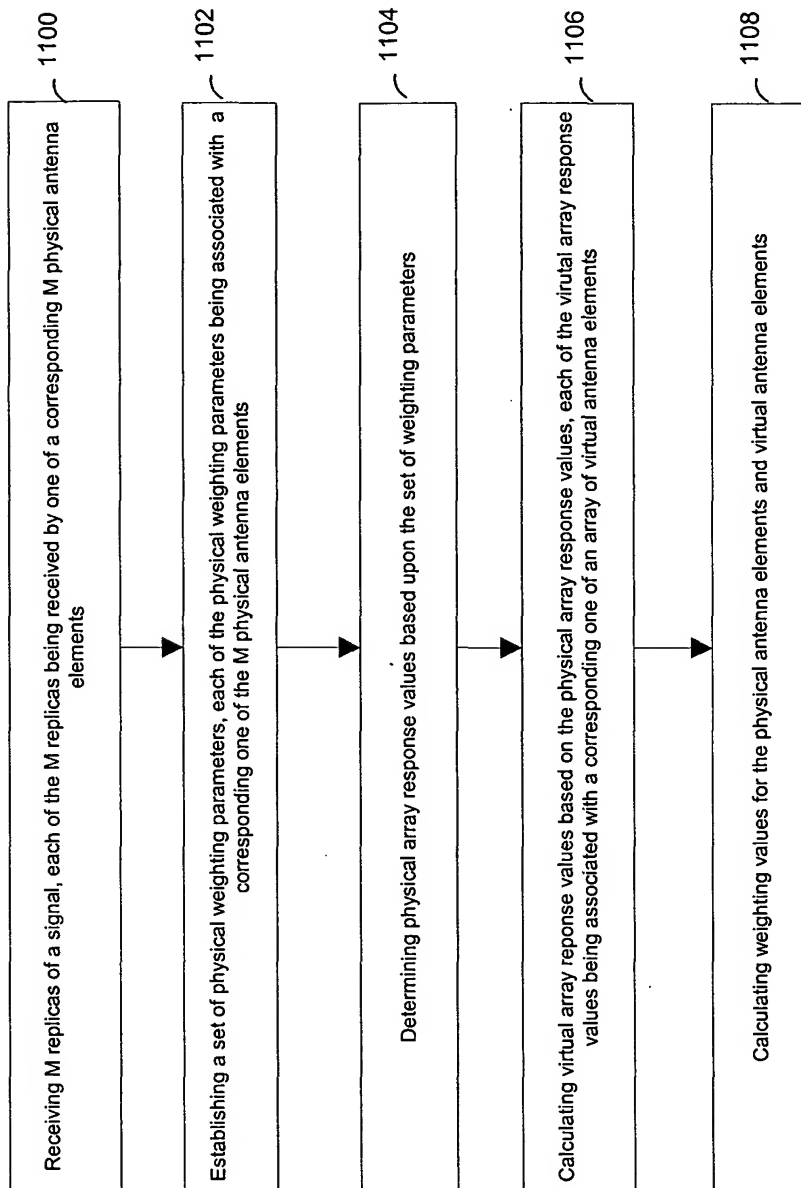 Receiving M replicas of a signal, each of the M replicas being received by one of a corresponding M physical antenna
elements
1100
Establishing a set of physical weighting parameters, each of the physical weighting parameters being associated with a
corresponding one of the M physical antenna elements
1102
Determining physical array response values based upon the set of weighting parameters
1104
Calculating virtual array reponse values based on the physical array response values, each of the virutal array response
values being associated with a corresponding one of an array of virtual antenna elements
1106
Calculating weighting values for the physical antenna elements and virtual antenna elements
1108